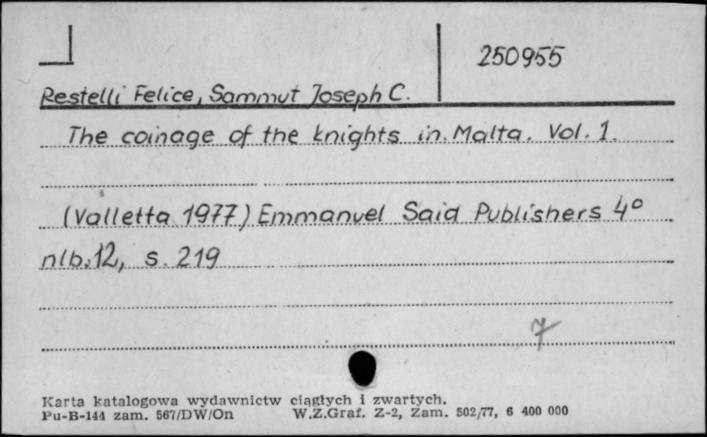 250955
Restelli Felice, Sammut Joseph C.
The coinage of the knights in. Malta. Vol. 1.
(Valletta 1977) Emmanuel Said Publishers 4°
nlb. 12, s. 219
7
Karta katalogowa wydawnictw ciągłych i zwartych.
Pu-B-144 zam. 567/DW/On W.Z.Graf. Z-2, Zam. 502/77, 6 400 000